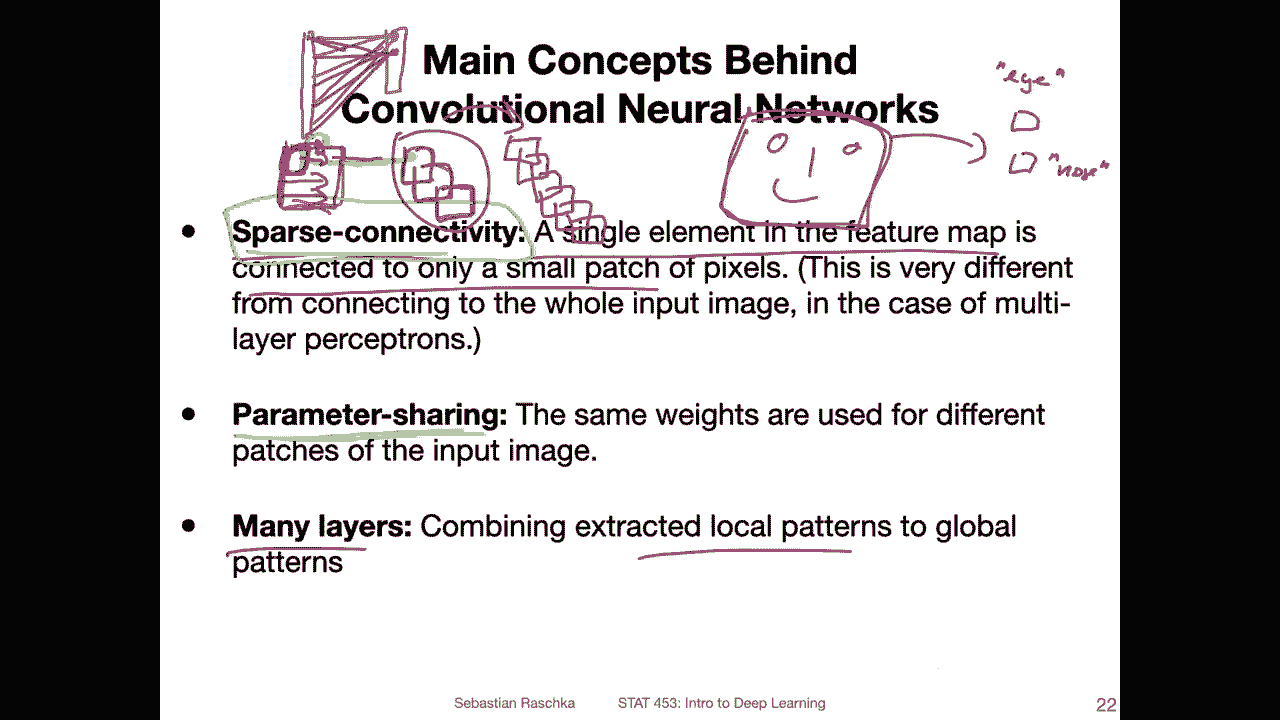 Main Concepts Behind
Convolutional Neural Networks
"eye"
"nose"
• Sparse-connectivity: A single element in the feature map is
connected to only a small patch of pixels. (This is very different
from connecting to the whole input image, in the case of multi-
layer perceptrons.)
• Parameter-sharing: The same weights are used for different
patches of the input image.
• Many layers: Combining extracted local patterns to global
patterns
Sebastian Raschka STAT 453: Intro to Deep Learning 22